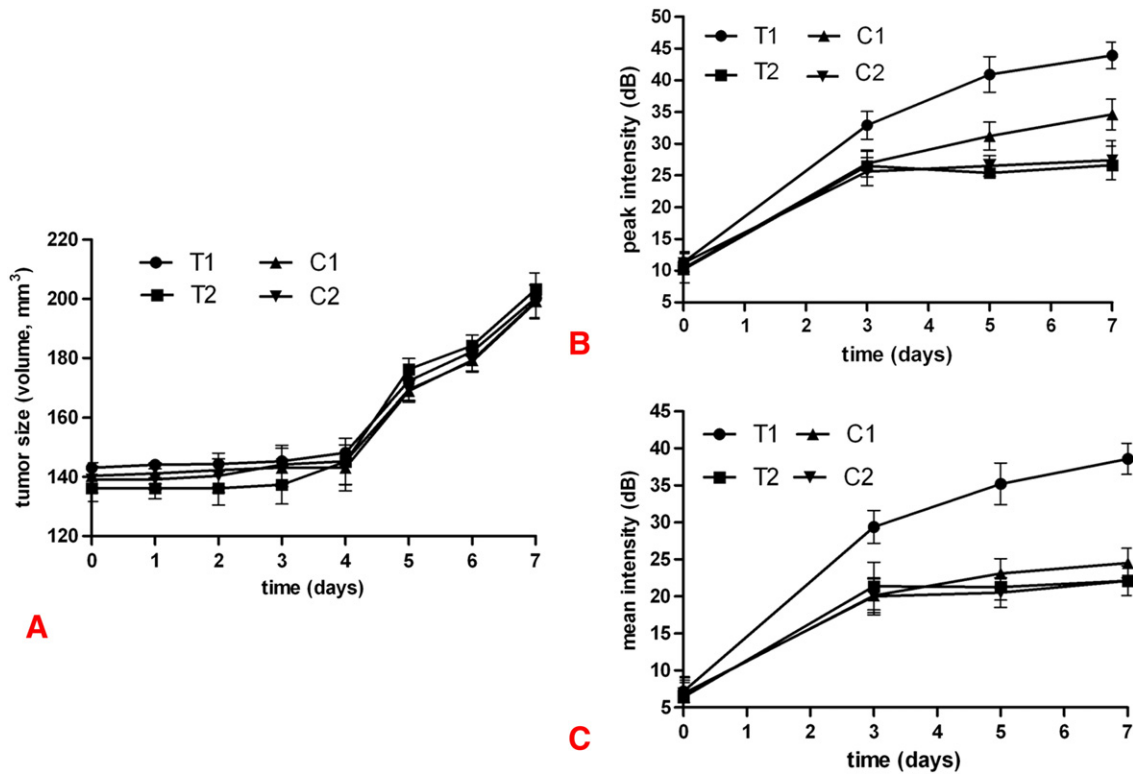 220
200
180
160
140
120
tumor size (volume, mm³)
T1 C1
T2 C2
0 1 2 3 4 5 6 7
time (days)
A
50
45
40
35
30
25
20
15
10
5
peak intensity (dB)
T1 C1
T2 C2
0 1 2 3 4 5 6 7
time (days)
B
45
40
35
30
25
20
15
10
5
mean intensity (dB)
T1 C1
T2 C2
0 1 2 3 4 5 6 7
time (days)
C